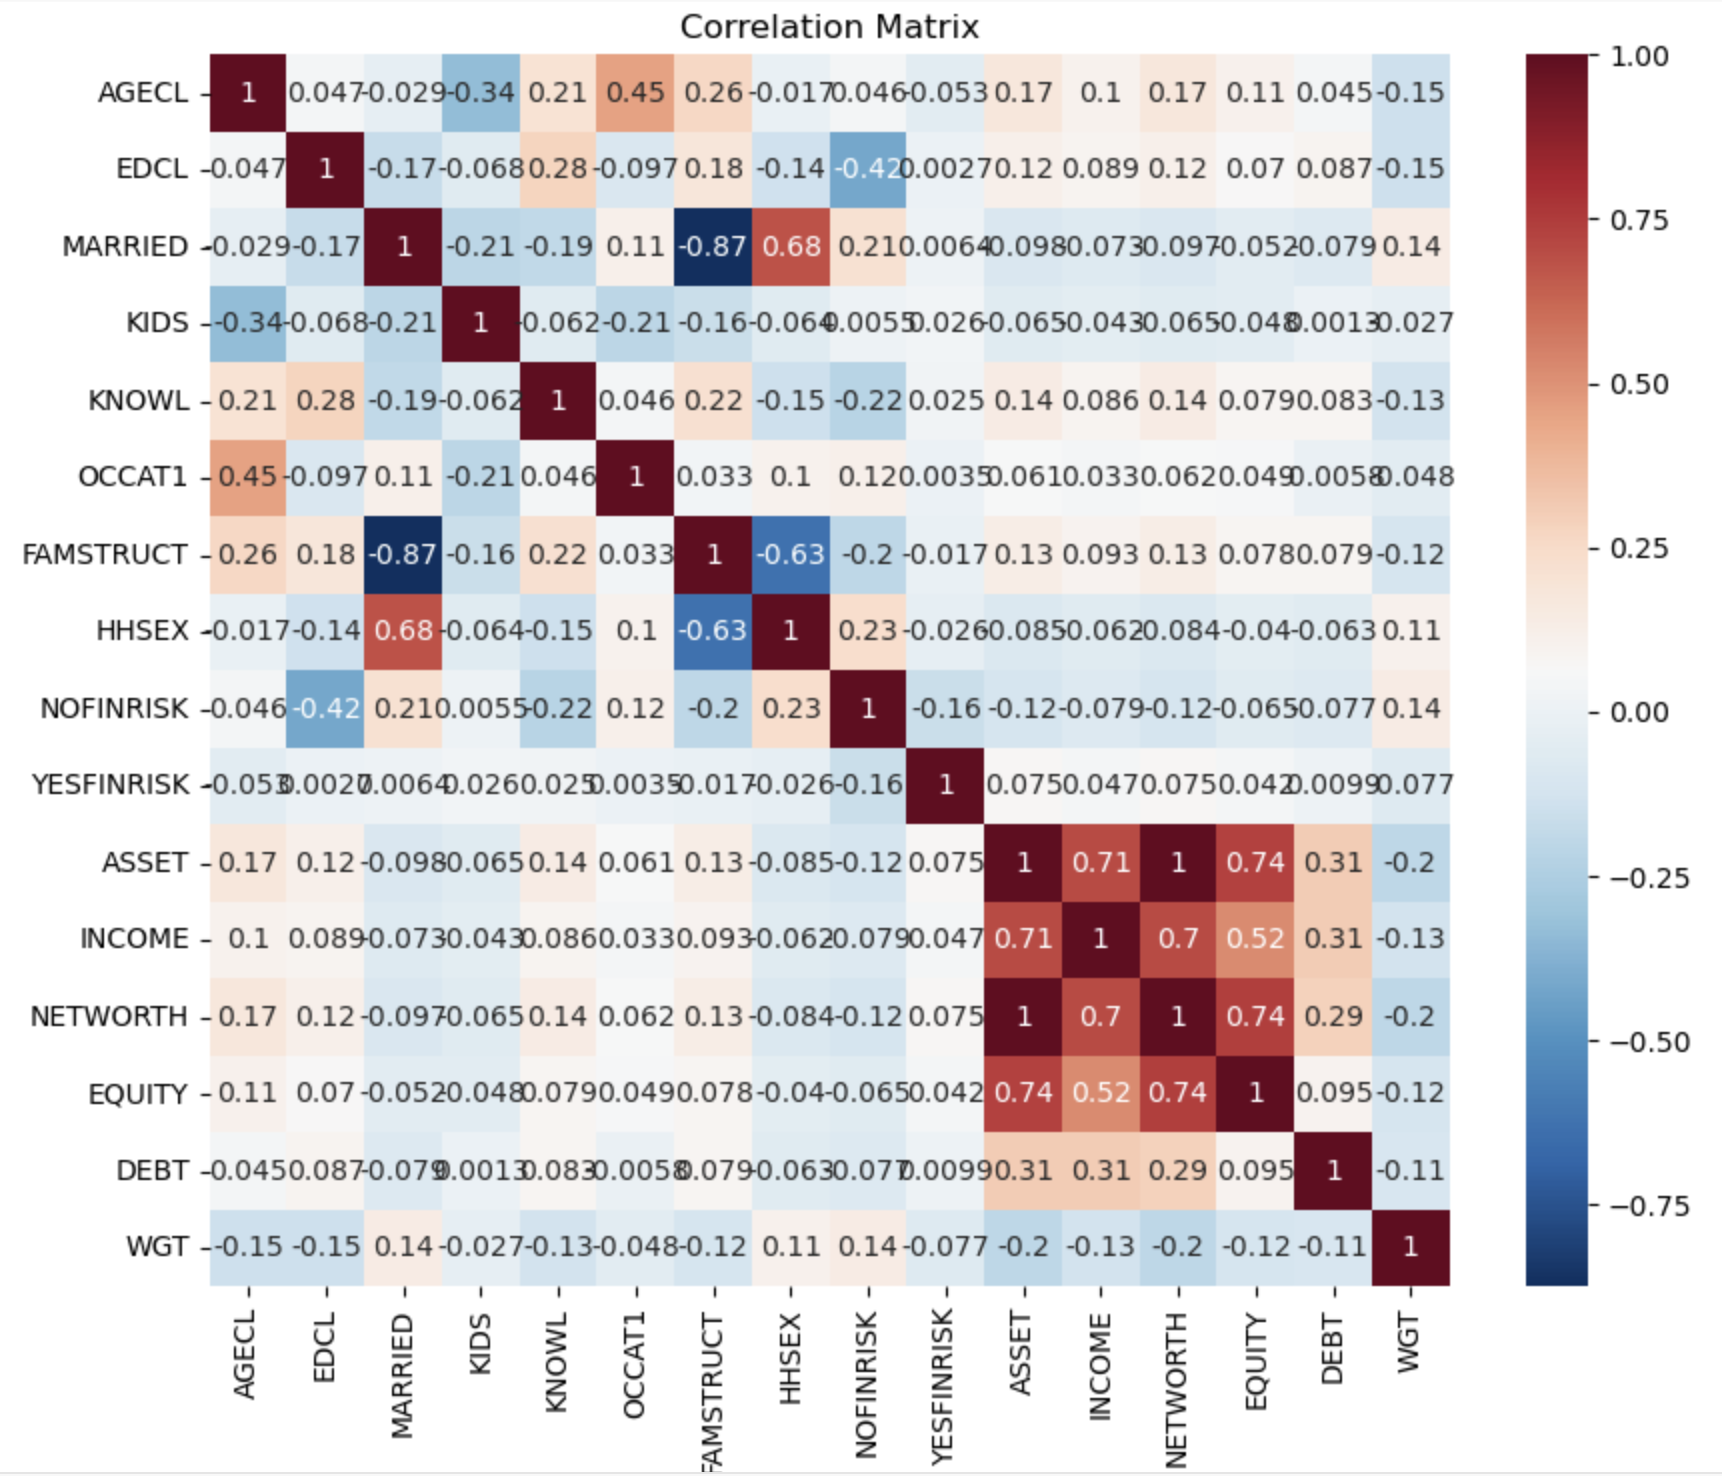 Correlation Matrix
AGECL 1 0.047 -0.029 -0.34 0.21 0.45 0.26 -0.017 0.046 -0.053 0.17 0.1 0.17 0.11 0.045 -0.15
EDCL 0.047 1 -0.17 -0.068 0.28 -0.097 0.18 -0.14 -0.42 0.0027 0.12 0.089 0.12 0.07 0.087 -0.15
MARRIED -0.029 -0.17 1 -0.21 -0.19 0.11 -0.87 0.68 0.21 0.0064 -0.098 -0.073 -0.097 -0.052 -0.079 0.14
KIDS -0.34 -0.068 -0.21 1 -0.062 -0.21 -0.16 -0.064 0.0055 0.026 -0.065 -0.043 -0.065 -0.048 0.0013 -0.027
KNOWL 0.21 0.28 -0.19 -0.062 1 0.046 0.22 -0.15 -0.22 0.025 0.14 0.086 0.14 0.079 0.083 -0.13
OCCAT1 0.45 -0.097 0.11 -0.21 0.046 1 0.033 0.1 0.12 0.0035 0.061 0.033 0.062 0.049 0.0058 -0.048
FAMSTRUCT 0.26 0.18 -0.87 -0.16 0.22 0.033 1 -0.63 -0.2 -0.017 0.13 0.093 0.13 0.078 0.079 -0.12
HHSEX -0.017 -0.14 0.68 -0.064 -0.15 0.1 -0.63 1 0.23 -0.026 -0.085 -0.062 -0.084 -0.04 -0.063 0.11
NOFINRISK 0.046 -0.42 0.21 0.0055 -0.22 0.12 -0.2 0.23 1 -0.16 -0.12 -0.079 -0.12 -0.065 -0.077 0.14
YESFINRISK -0.053 0.0027 0.0064 0.026 0.025 0.0035 -0.017 -0.026 -0.16 1 0.075 0.047 0.075 0.042 0.0099 -0.077
ASSET 0.17 0.12 -0.098 -0.065 0.14 0.061 0.13 -0.085 -0.12 0.075 1 0.71 1 0.74 0.31 -0.2
INCOME 0.1 0.089 -0.073 -0.043 0.086 0.033 0.093 -0.062 -0.079 0.047 0.71 1 0.7 0.52 0.31 -0.13
NETWORTH 0.17 0.12 -0.097 -0.065 0.14 0.062 0.13 -0.084 -0.12 0.075 1 0.7 1 0.74 0.29 -0.2
EQUITY 0.11 0.07 -0.052 -0.048 0.079 0.049 0.078 -0.04 -0.065 0.042 0.74 0.52 0.74 1 0.095 -0.12
DEBT 0.045 0.087 -0.079 0.0013 0.083 0.0058 0.079 -0.063 -0.077 0.0099 0.31 0.31 0.29 0.095 1 -0.11
WGT -0.15 -0.15 0.14 -0.027 -0.13 -0.048 -0.12 0.11 0.14 -0.077 -0.2 -0.13 -0.2 -0.12 -0.11 1
AGECL EDCL MARRIED KIDS KNOWL OCCAT1 FAMSTRUCT HHSEX NOFINRISK YESFINRISK ASSET INCOME NETWORTH EQUITY DEBT WGT
1.00
0.75
0.50
0.25
0.00
−0.25
−0.50
−0.75